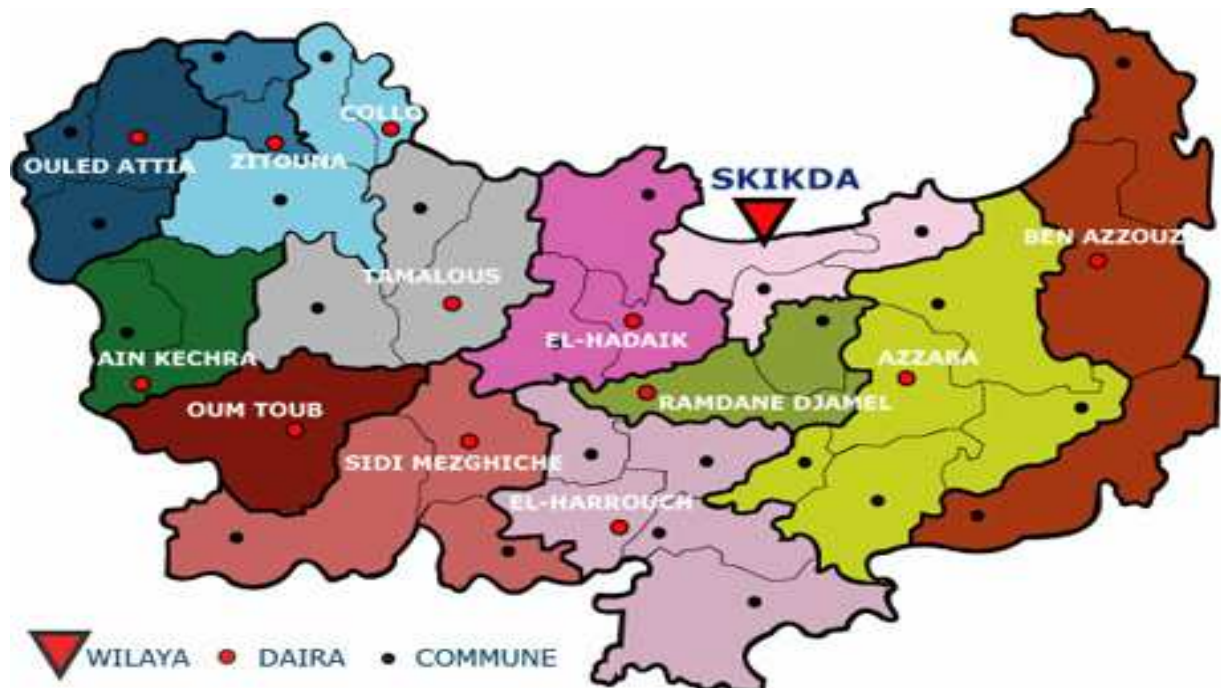 COLLO
OULED ATTIA
ZITOUNA
SKIKDA
BEN AZZOUZ
TAMALOUS
EL-HADAIK
AIN KECHRA
AZZABA
OUM TOUB
RAMDANE DJAMEL
SIDI MEZGHICHE
EL-HARROUCH
WILAYA
DAIRA
COMMUNE